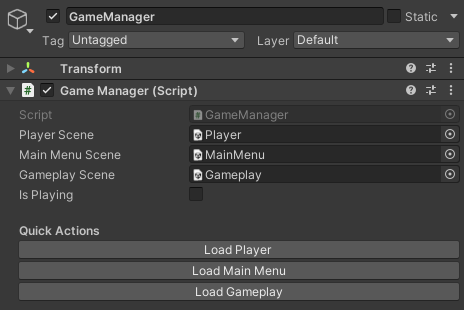 GameManager Static
Tag Untagged Layer Default
Transform
# Game Manager (Script)
Script # GameManager
Player Scene Player
Main Menu Scene MainMenu
Gameplay Scene Gameplay
Is Playing
Quick Actions
Load Player
Load Main Menu
Load Gameplay